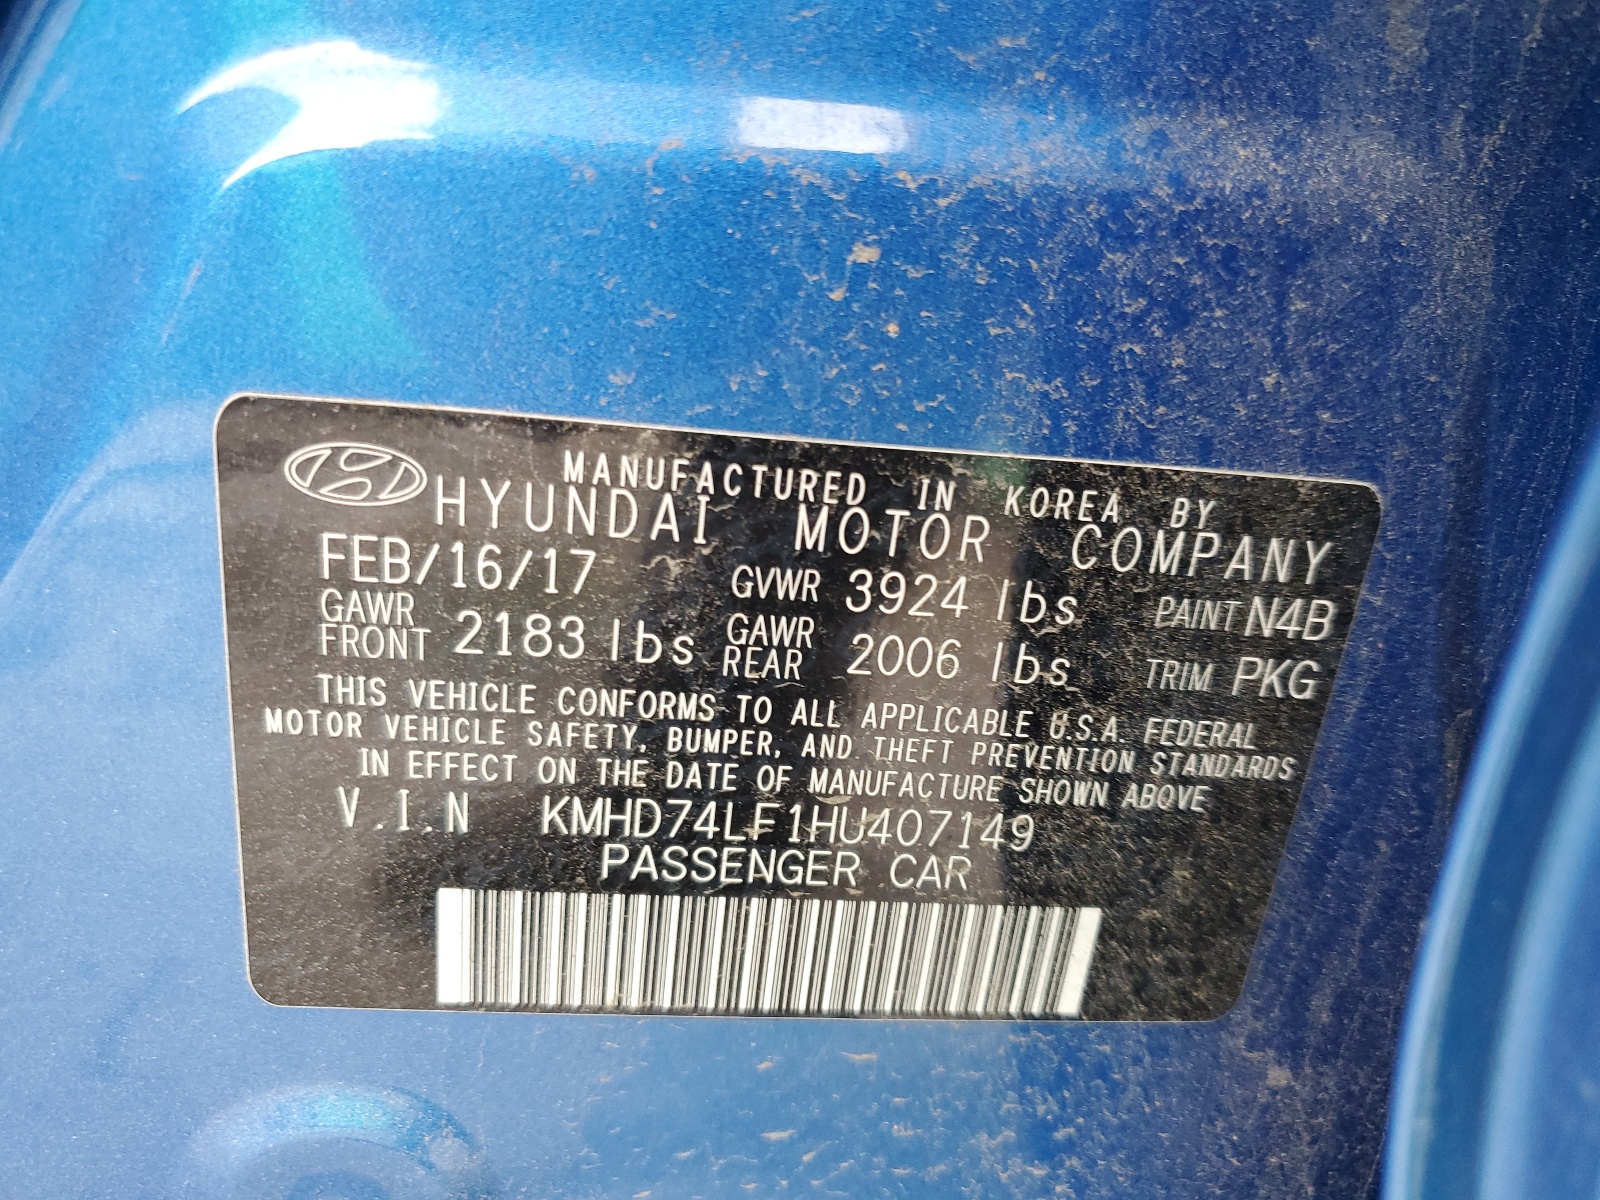 MANUFACTURED IN KOREA BY
HYUNDAI MOTOR COMPANY
FEB/16/17 GVWR 3924 lbs PAINT N4B
GAWR FRONT 2183 lbs GAWR REAR 2006 lbs TRIM PKG
THIS VEHICLE CONFORMS TO ALL APPLICABLE U.S.A. FEDERAL
MOTOR VEHICLE SAFETY, BUMPER, AND THEFT PREVENTION STANDARDS
IN EFFECT ON THE DATE OF MANUFACTURE SHOWN ABOVE
V.I.N KMHD74LF1HU407149
PASSENGER CAR